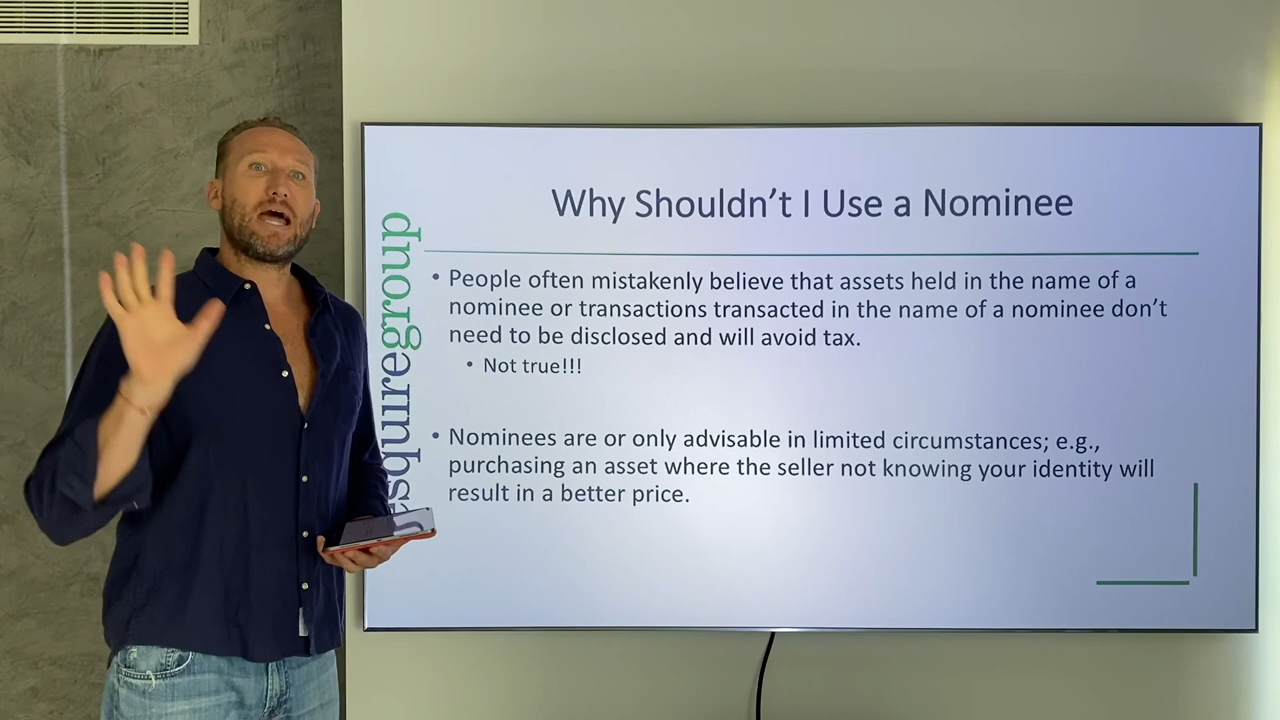 Why Shouldn't I Use a Nominee
esquiregroup
• People often mistakenly believe that assets held in the name of a
nominee or transactions transacted in the name of a nominee don't
need to be disclosed and will avoid tax.
• Not true!!!
• Nominees are or only advisable in limited circumstances; e.g.,
purchasing an asset where the seller not knowing your identity will
result in a better price.